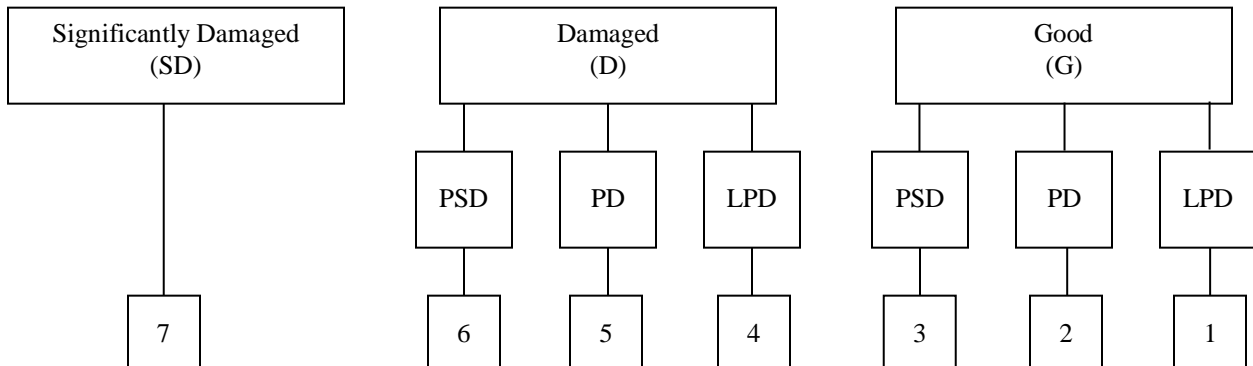 Significantly Damaged
(SD)
Damaged
(D)
Good
(G)
PSD
PD
LPD
PSD
PD
LPD
7
6
5
4
3
2
1